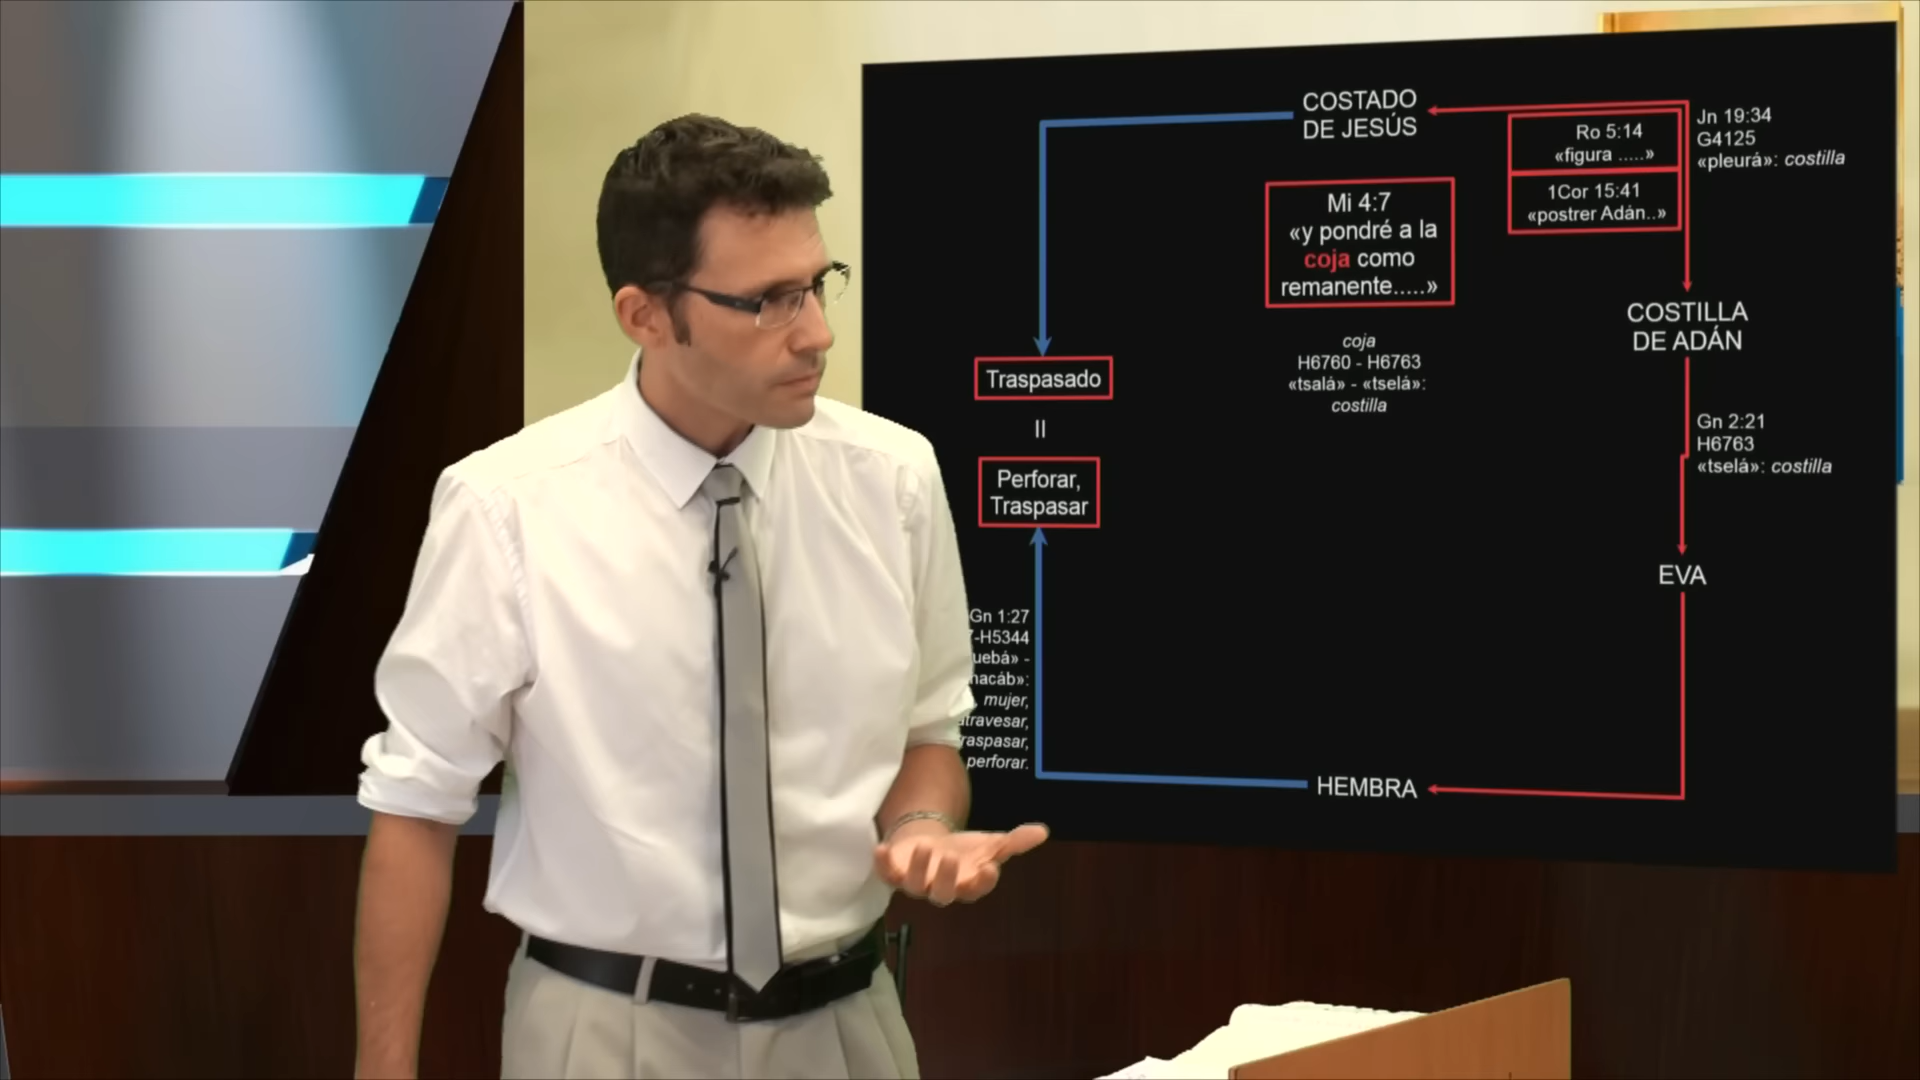 COSTADO
DE JESÚS
Ro 5:14
«figura .....»
1Cor 15:41
«postrer Adán..»
Jn 19:34
G4125
«pleurá»: costilla
Mi 4:7
«y pondré a la
coja como
remanente.....»
coja
H6760 - H6763
«tsalá» - «tselá»:
costilla
COSTILLA
DE ADÁN
Traspasado
II
Perforar,
Traspasar
Gn 2:21
H6763
«tselá»: costilla
EVA
Gn 1:27
-H5344
mujer,
perforar.
HEMBRA